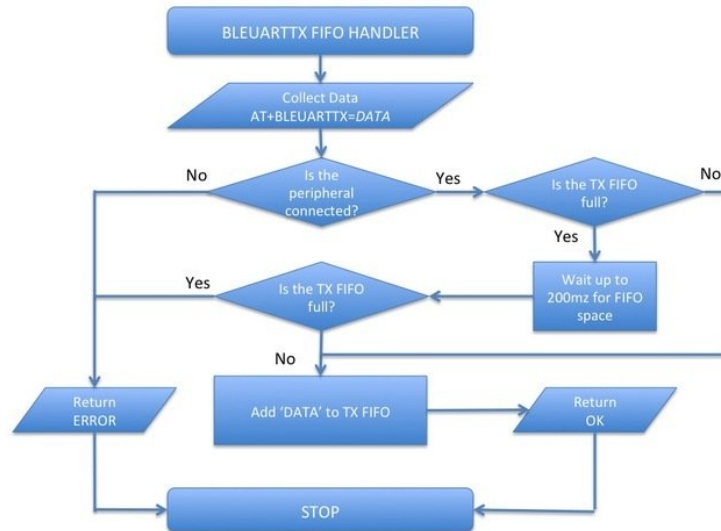 BLEUARTTX FIFO HANDLER
Collect Data
AT+BLEUARTTX=DATA
No
Is the
peripheral
connected?
Yes
Is the TX FIFO
full?
No
Yes
Yes
Is the TX FIFO
full?
Wait up to
200mz for FIFO
space
No
Return
ERROR
Add 'DATA' to TX FIFO
Return
OK
STOP